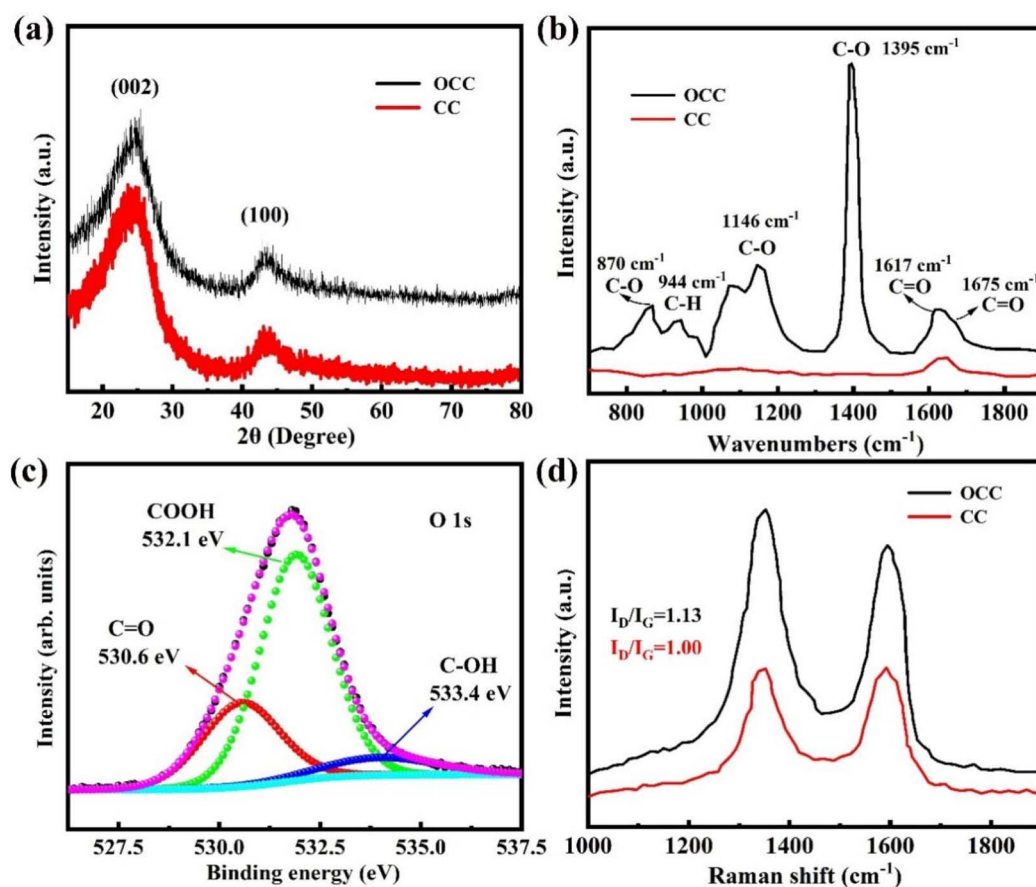 (a)
(002)
OCC
CC
(100)
Intensity (a.u.)
20 30 40 50 60 70 80
2θ (Degree)
(b)
C-O 1395 cm-1
OCC
CC
1146 cm-1
C-O
870 cm-1
944 cm-1
C-O
C-H
1617 cm-1
C=O
1675 cm-1
C=O
Intensity (a.u.)
800 1000 1200 1400 1600 1800
Wavenumbers (cm-1)
(c)
COOH
532.1 eV
O 1s
C=O
530.6 eV
C-OH
533.4 eV
Intensity (arb. units)
527.5 530.0 532.5 535.0 537.5
Binding energy (eV)
(d)
OCC
CC
ID/IG=1.13
ID/IG=1.00
Intensity (a.u.)
1000 1200 1400 1600 1800
Raman shift (cm-1)